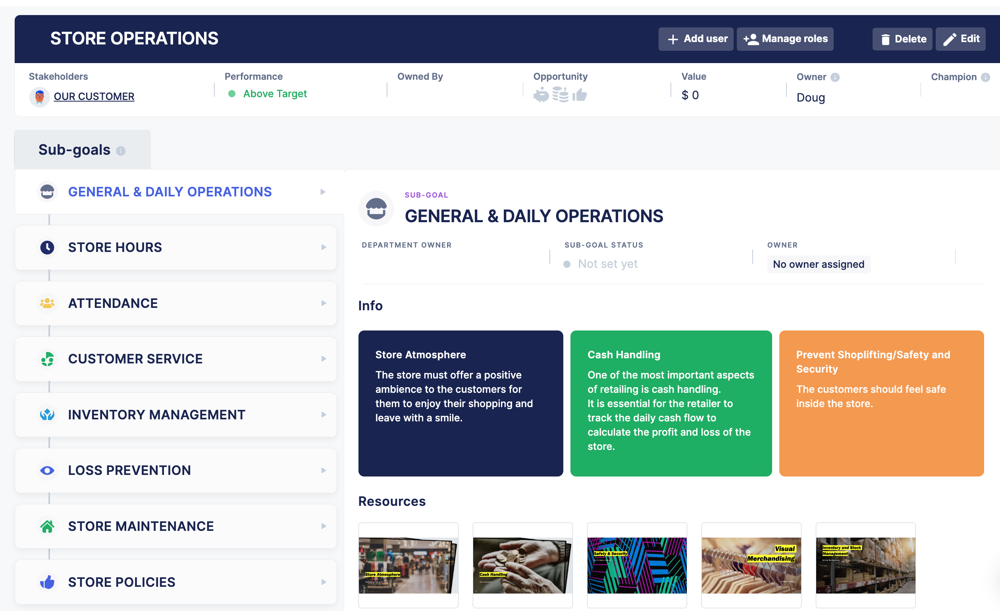 STORE OPERATIONS
Add user
Manage roles
Delete
Edit
Stakeholders
OUR CUSTOMER
Performance
Above Target
Owned By
Opportunity
Value
$ 0
Owner
Doug
Champion
Sub-goals
GENERAL & DAILY OPERATIONS
STORE HOURS
ATTENDANCE
CUSTOMER SERVICE
INVENTORY MANAGEMENT
LOSS PREVENTION
STORE MAINTENANCE
STORE POLICIES
SUB-GOAL
GENERAL & DAILY OPERATIONS
DEPARTMENT OWNER
SUB-GOAL STATUS
Not set yet
OWNER
No owner assigned
Info
Store Atmosphere
The store must offer a positive
ambience to the customers for
them to enjoy their shopping and
leave with a smile.
Cash Handling
One of the most important aspects
of retailing is cash handling.
It is essential for the retailer to
track the daily cash flow to
calculate the profit and loss of the
store.
Prevent Shoplifting/Safety and
Security
The customers should feel safe
inside the store.
Resources
Store Atmosphere
Cash Handling
The Essentials
Safety & Security
Visual
Merchandising
Inventory and Stock
Management